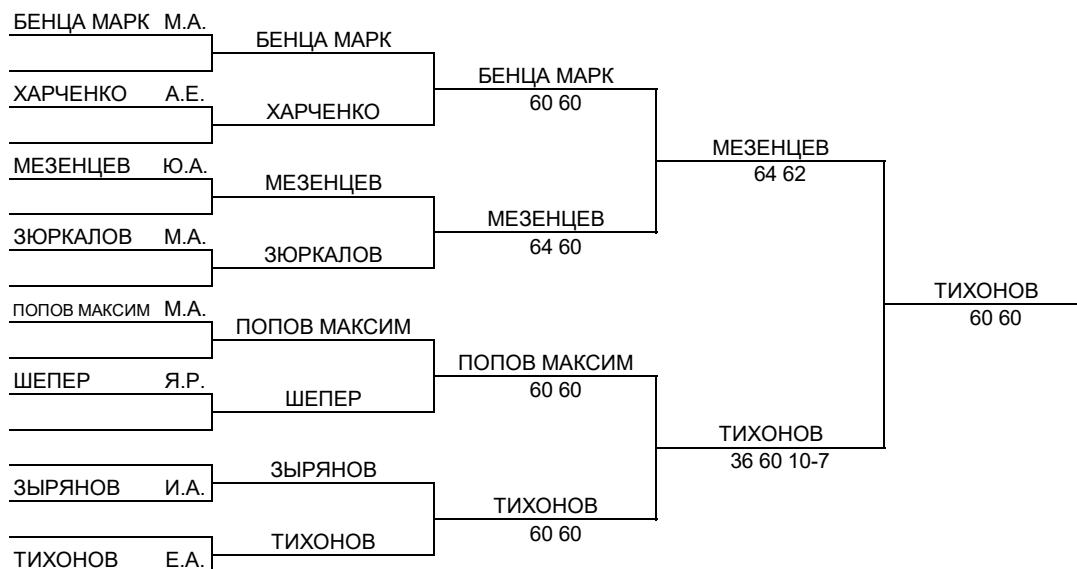 БЕНЦА МАРК М.А.
ХАРЧЕНКО А.Е.
МЕЗЕНЦЕВ Ю.А.
ЗЮРКАЛОВ М.А.
ПОПОВ МАКСИМ М.А.
ШЕПЕР Я.Р.
ЗЫРЯНОВ И.А.
ТИХОНОВ Е.А.
БЕНЦА МАРК
ХАРЧЕНКО
МЕЗЕНЦЕВ
ЗЮРКАЛОВ
ПОПОВ МАКСИМ
ШЕПЕР
ЗЫРЯНОВ
ТИХОНОВ
БЕНЦА МАРК
60 60
МЕЗЕНЦЕВ
64 60
ПОПОВ МАКСИМ
60 60
ТИХОНОВ
60 60
МЕЗЕНЦЕВ
64 62
ТИХОНОВ
36 60 10-7
ТИХОНОВ
60 60